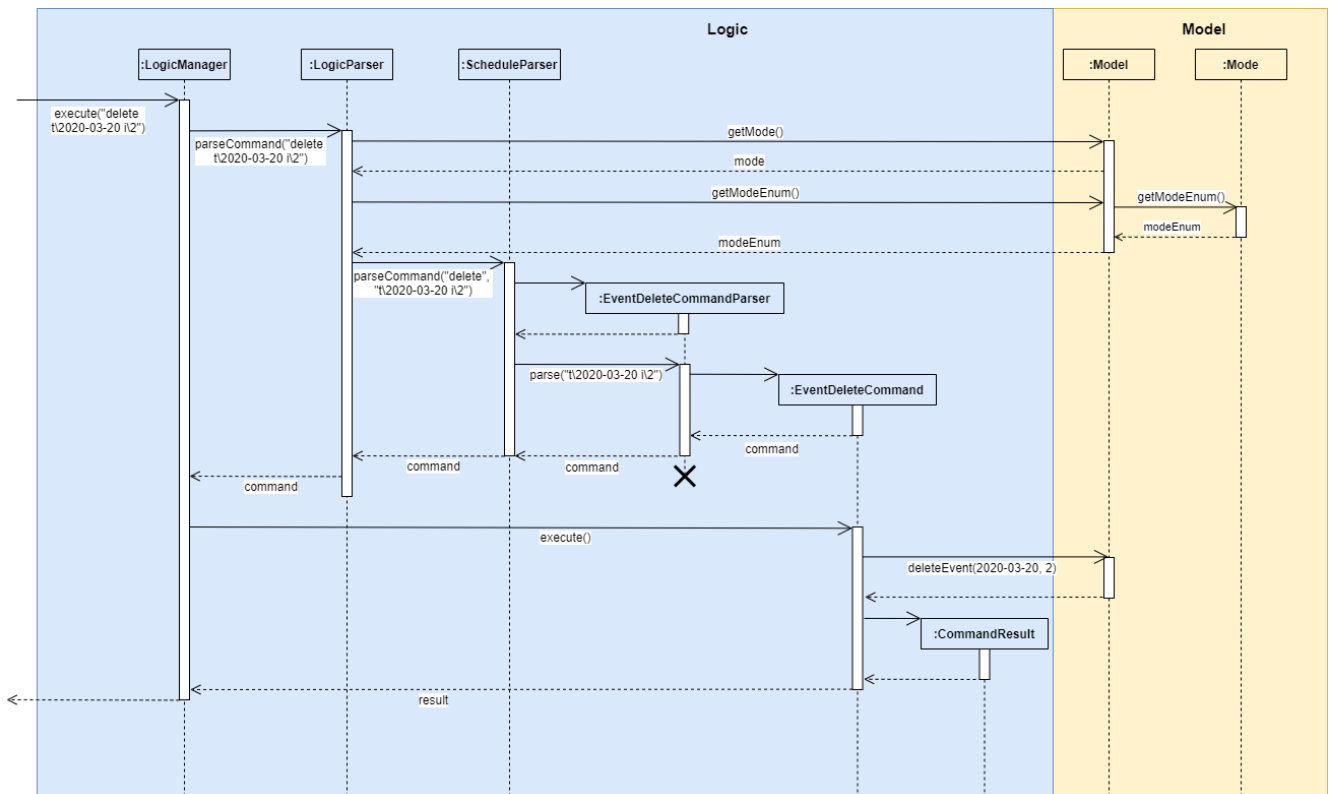 Logic
Model
:LogicManager
:LogicParser
:ScheduleParser
:Model
:Mode
execute("delete
t\2020-03-20 i\2")
parseCommand("delete
t\2020-03-20 i\2")
getMode()
mode
getModeEnum()
getModeEnum()
modeEnum
modeEnum
parseCommand("delete",
"t\2020-03-20 i\2")
:EventDeleteCommandParser
parse("t\2020-03-20 i\2")
:EventDeleteCommand
command
command
command
command
execute()
deleteEvent(2020-03-20, 2)
:CommandResult
result